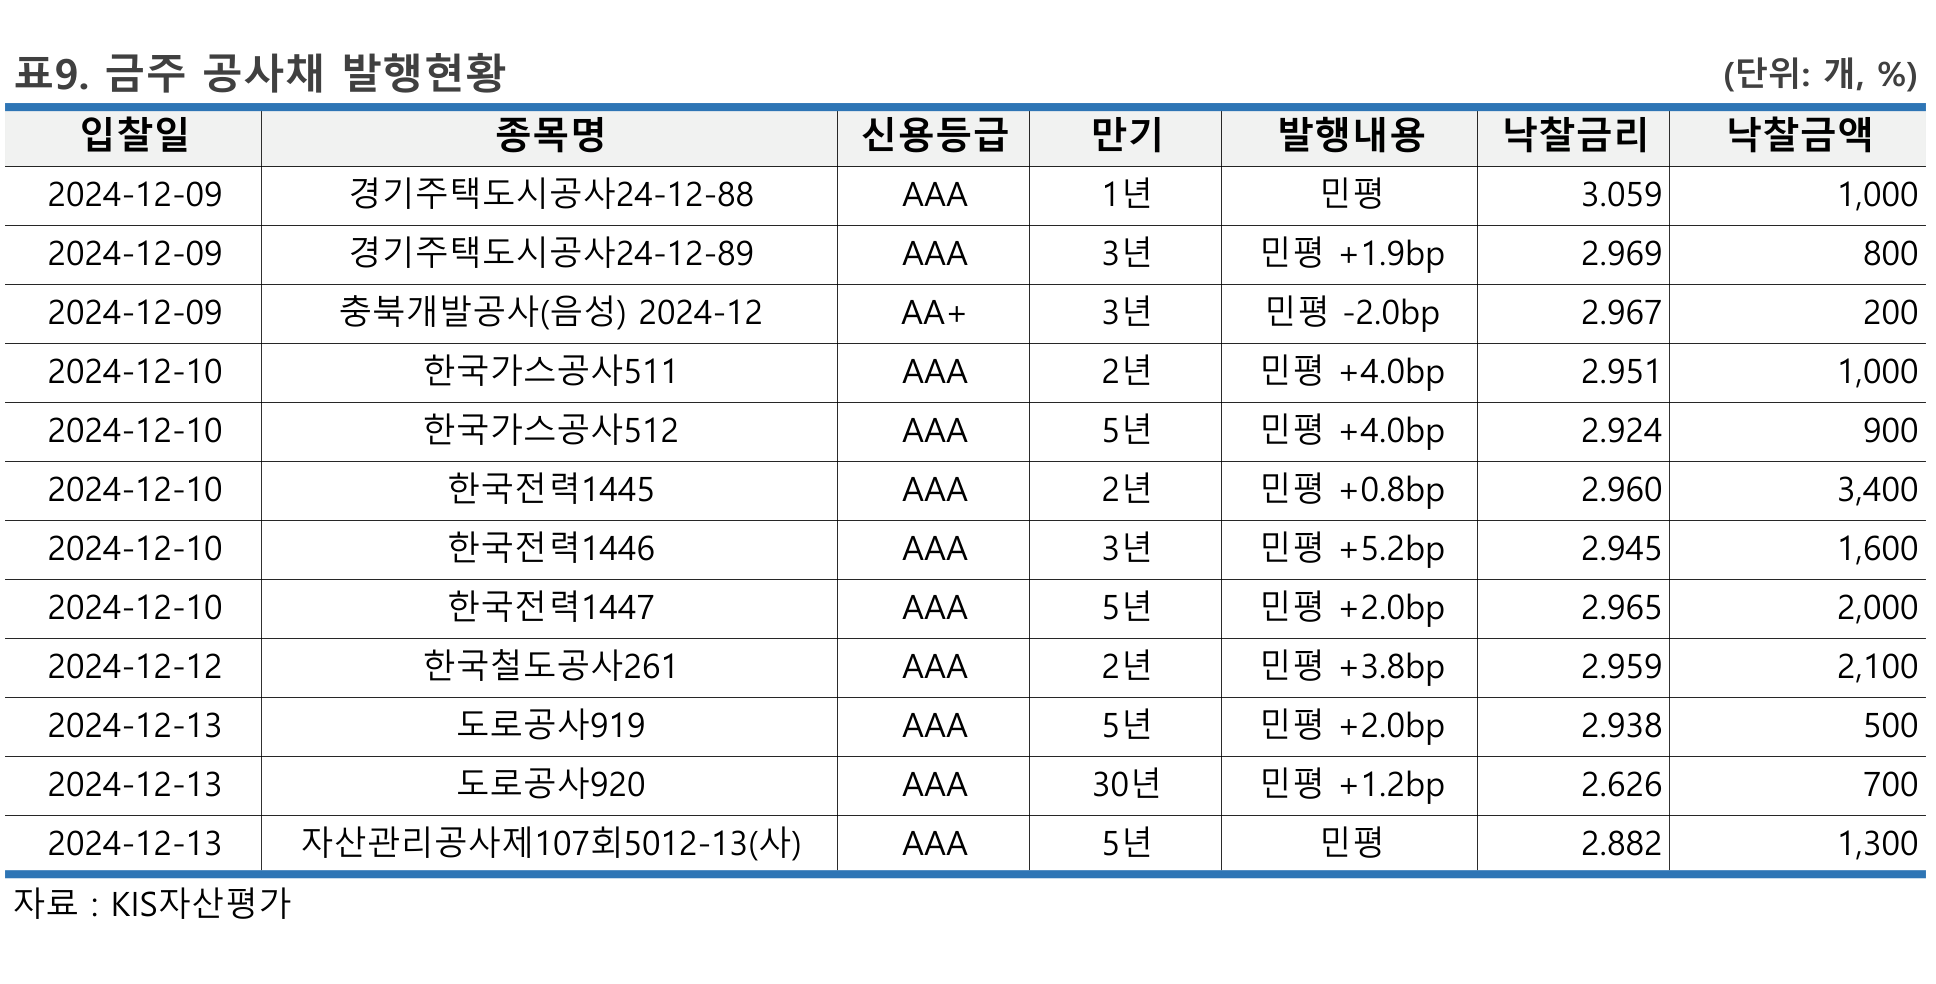 표9. 금주 공사채 발행현황 (단위: 개, %)
입찰일 종목명 신용등급 만기 발행내용 낙찰금리 낙찰금액
2024-12-09 경기주택도시공사24-12-88 AAA 1년 민평 3.059 1,000
2024-12-09 경기주택도시공사24-12-89 AAA 3년 민평 +1.9bp 2.969 800
2024-12-09 충북개발공사(음성) 2024-12 AA+ 3년 민평 -2.0bp 2.967 200
2024-12-10 한국가스공사511 AAA 2년 민평 +4.0bp 2.951 1,000
2024-12-10 한국가스공사512 AAA 5년 민평 +4.0bp 2.924 900
2024-12-10 한국전력1445 AAA 2년 민평 +0.8bp 2.960 3,400
2024-12-10 한국전력1446 AAA 3년 민평 +5.2bp 2.945 1,600
2024-12-10 한국전력1447 AAA 5년 민평 +2.0bp 2.965 2,000
2024-12-12 한국철도공사261 AAA 2년 민평 +3.8bp 2.959 2,100
2024-12-13 도로공사919 AAA 5년 민평 +2.0bp 2.938 500
2024-12-13 도로공사920 AAA 30년 민평 +1.2bp 2.626 700
2024-12-13 자산관리공사제107회5012-13(사) AAA 5년 민평 2.882 1,300
자료 : KIS자산평가